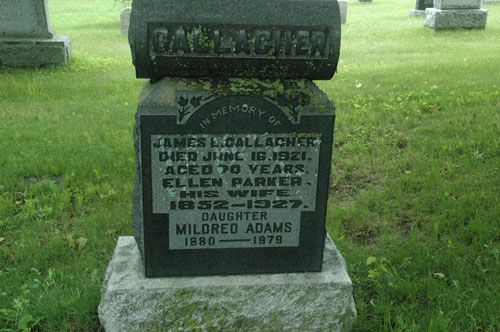 GALLAGHER
IN MEMORY OF
JAMES L. GALLAGHER
DIED JUNE 16, 1921.
AGED 70 YEARS.
ELLEN PARKER.
HIS WIFE
1852-1927.
DAUGHTER
MILDRED ADAMS
1880 — 1979